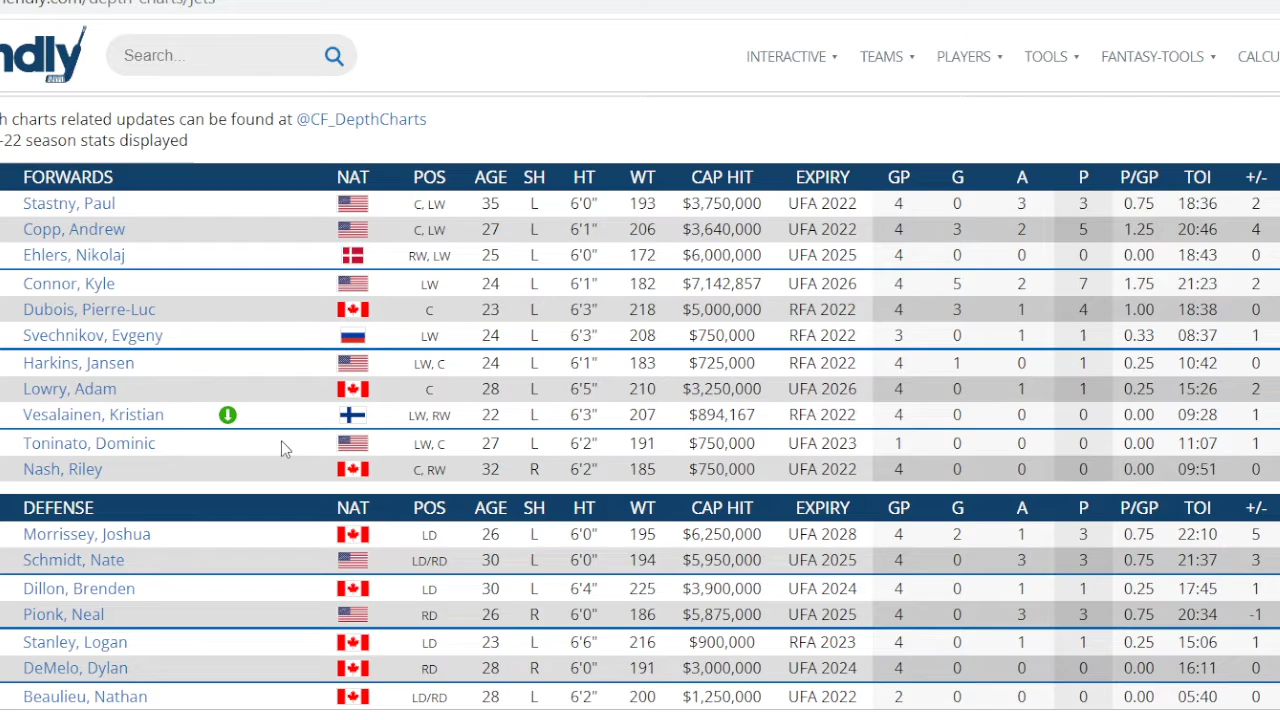 ndly
Search...
INTERACTIVE TEAMS PLAYERS TOOLS FANTASY-TOOLS CALCU
h charts related updates can be found at @CF_DepthCharts
-22 season stats displayed
FORWARDS NAT POS AGE SH HT WT CAP HIT EXPIRY GP G A P P/GP TOI +/-
Stastny, Paul C, LW 35 L 6'0" 193 $3,750,000 UFA 2022 4 0 3 3 0.75 18:36 2
Copp, Andrew C, LW 27 L 6'1" 206 $3,640,000 UFA 2022 4 3 2 5 1.25 20:46 4
Ehlers, Nikolaj RW, LW 25 L 6'0" 172 $6,000,000 UFA 2025 4 0 0 0 0.00 18:43 0
Connor, Kyle LW 24 L 6'1" 182 $7,142,857 UFA 2026 4 5 2 7 1.75 21:23 2
Dubois, Pierre-Luc C 23 L 6'3" 218 $5,000,000 RFA 2022 4 3 1 4 1.00 18:38 0
Svechnikov, Evgeny LW 24 L 6'3" 208 $750,000 RFA 2022 3 0 1 1 0.33 08:37 1
Harkins, Jansen LW, C 24 L 6'1" 183 $725,000 RFA 2022 4 1 0 1 0.25 10:42 0
Lowry, Adam C 28 L 6'5" 210 $3,250,000 UFA 2026 4 0 1 1 0.25 15:26 2
Vesalainen, Kristian LW, RW 22 L 6'3" 207 $894,167 RFA 2022 4 0 0 0 0.00 09:28 1
Toninato, Dominic LW, C 27 L 6'2" 191 $750,000 UFA 2023 1 0 0 0 0.00 11:07 1
Nash, Riley C, RW 32 R 6'2" 185 $750,000 UFA 2022 4 0 0 0 0.00 09:51 0
DEFENSE NAT POS AGE SH HT WT CAP HIT EXPIRY GP G A P P/GP TOI +/-
Morrissey, Joshua LD 26 L 6'0" 195 $6,250,000 UFA 2028 4 2 1 3 0.75 22:10 5
Schmidt, Nate LD/RD 30 L 6'0" 194 $5,950,000 UFA 2025 4 0 3 3 0.75 21:37 3
Dillon, Brenden LD 30 L 6'4" 225 $3,900,000 UFA 2024 4 0 1 1 0.25 17:45 1
Pionk, Neal RD 26 R 6'0" 186 $5,875,000 UFA 2025 4 0 3 3 0.75 20:34 -1
Stanley, Logan LD 23 L 6'6" 216 $900,000 RFA 2023 4 0 1 1 0.25 15:06 1
DeMelo, Dylan RD 28 R 6'0" 191 $3,000,000 UFA 2024 4 0 0 0 0.00 16:11 0
Beaulieu, Nathan LD/RD 28 L 6'2" 200 $1,250,000 UFA 2022 2 0 0 0 0.00 05:40 0